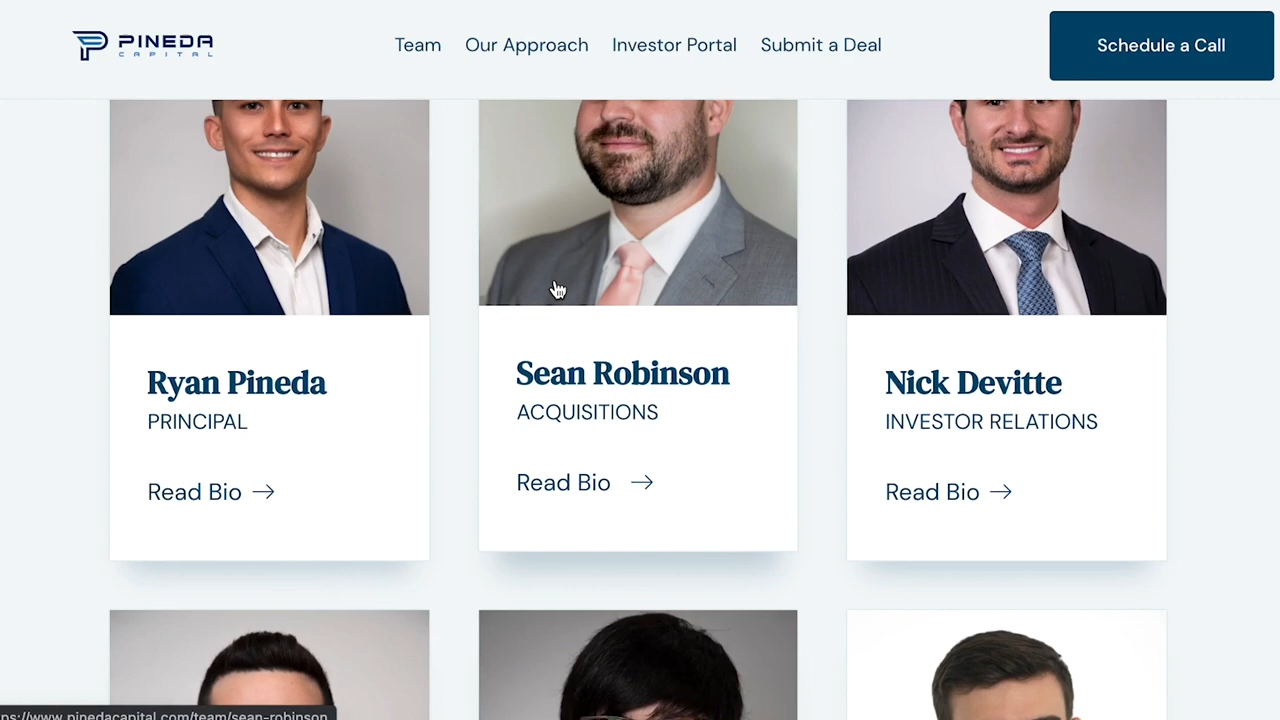 PINEDA
CAPITAL
Team Our Approach Investor Portal Submit a Deal
Schedule a Call
Ryan Pineda
PRINCIPAL
Read Bio
Sean Robinson
ACQUISITIONS
Read Bio
Nick Devitte
INVESTOR RELATIONS
Read Bio
ps://www.pinedacapital.com/team/sean-robinson